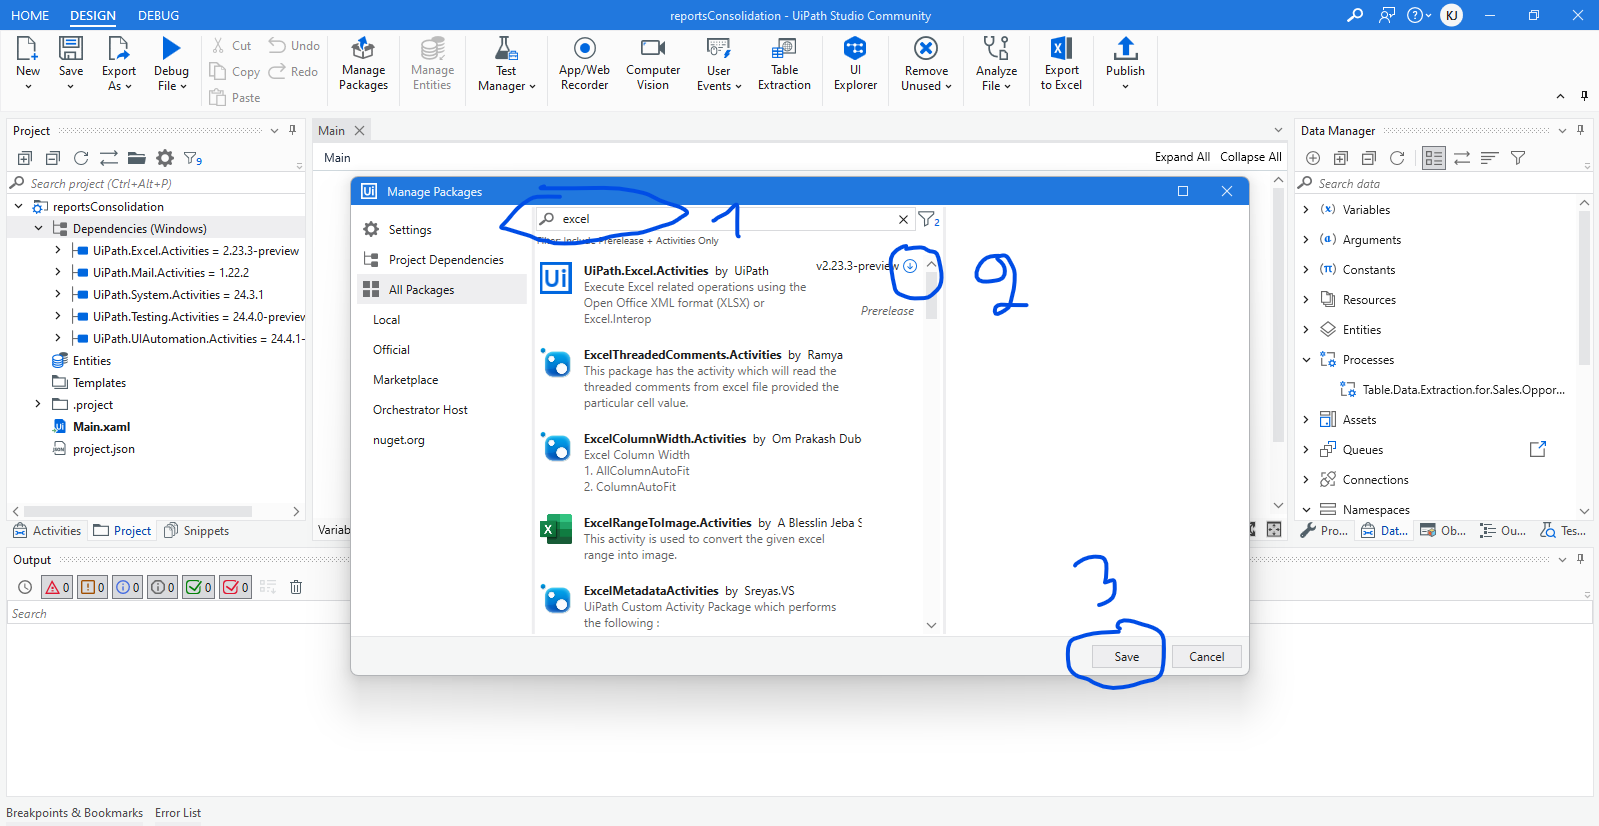 HOME DESIGN DEBUG reportsConsolidation - UiPath Studio Community KJ
New Save Export As Debug File Cut Copy Paste Undo Redo Manage Packages Manage Entities Test Manager App/Web Recorder Computer Vision User Events Table Extraction UI Explorer Remove Unused Analyze File Export to Excel Publish
Project
9
Search project (Ctrl+Alt+P)
reportsConsolidation
Dependencies (Windows)
UiPath.Excel.Activities = 2.23.3-preview
UiPath.Mail.Activities = 1.22.2
UiPath.System.Activities = 24.3.1
UiPath.Testing.Activities = 24.4.0-preview
UiPath.UIAutomation.Activities = 24.4.1-
Entities
Templates
.project
Main.xaml
project.json
Activities Project Snippets
Main
Main Expand All Collapse All
Variab
Manage Packages
Settings
Project Dependencies
All Packages
Local
Official
Marketplace
Orchestrator Host
nuget.org
excel 2
1
Filter: Include Prerelease + Activities Only
UiPath.Excel.Activities by UiPath v2.23.3-preview
Execute Excel related operations using the
Open Office XML format (XLSX) or
Excel.Interop
Prerelease
2
ExcelThreadedComments.Activities by Ramya
This package has the activity which will read the
threaded comments from excel file provided the
particular cell value.
ExcelColumnWidth.Activities by Om Prakash Dub
Excel Column Width
1. AllColumnAutoFit
2. ColumnAutoFit
ExcelRangeToImage.Activities by A Blesslin Jeba S
This activity is used to convert the given excel
range into image.
ExcelMetadataActivities by Sreyas.VS
UiPath Custom Activity Package which performs
the following :
3
Save Cancel
Data Manager
Search data
Variables
Arguments
Constants
Resources
Entities
Processes
Table.Data.Extraction.for.Sales.Oppor...
Assets
Queues
Connections
Namespaces
Pro... Dat... Ob... Ou... Tes...
Output
0 0 0 0 0 0
Search
Breakpoints & Bookmarks Error List